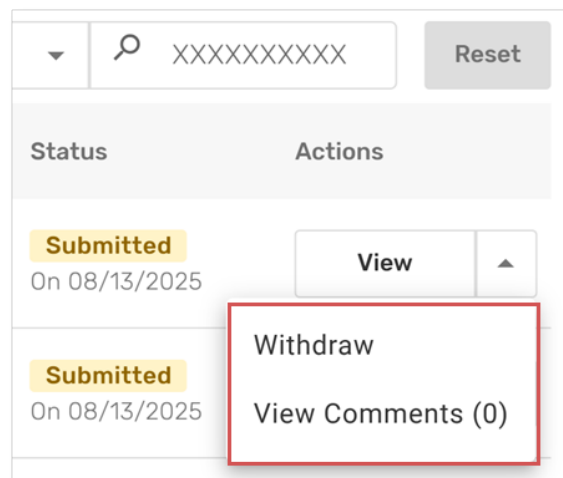 XXXXXXXXXX Reset
Status Actions
Submitted View
On 08/13/2025
Withdraw
Submitted
On 08/13/2025 View Comments (0)